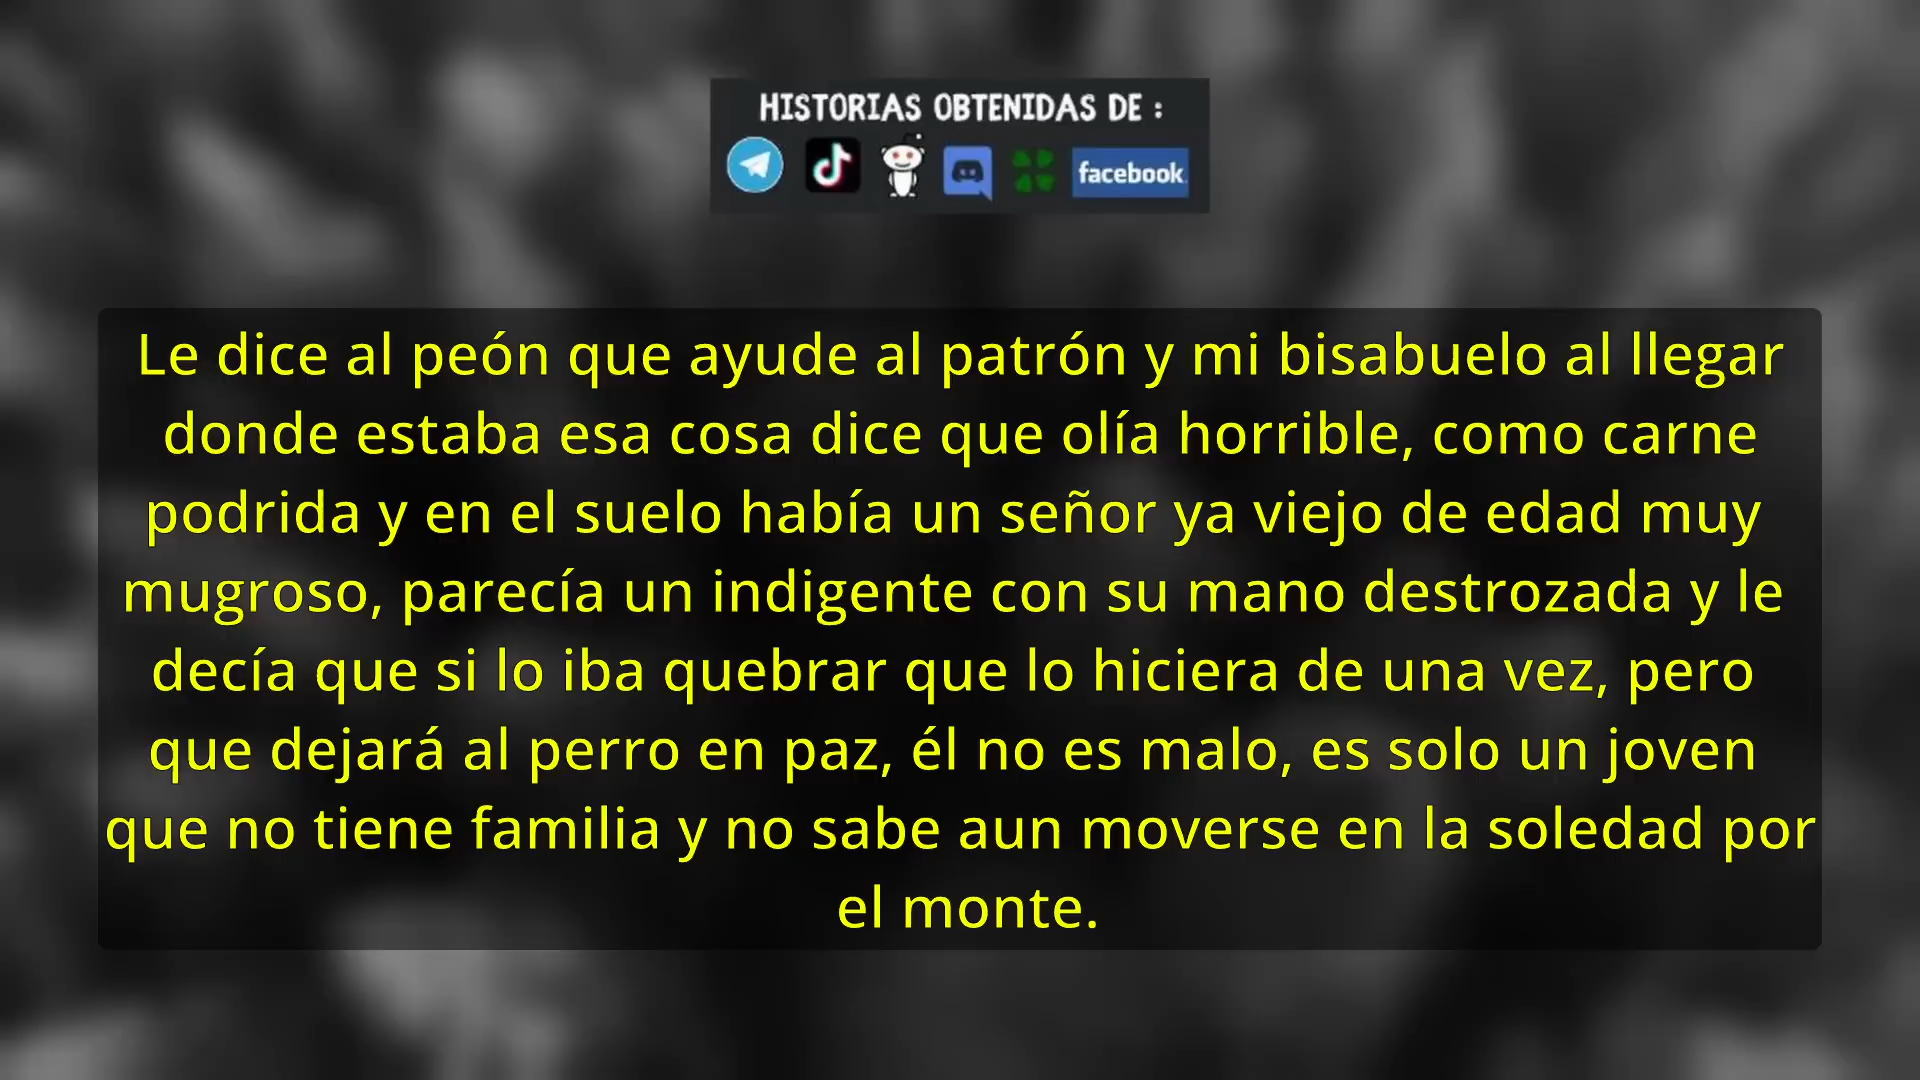 HISTORIAS OBTENIDAS DE :
facebook
Le dice al peón que ayude al patrón y mi bisabuelo al llegar
donde estaba esa cosa dice que olía horrible, como carne
podrida y en el suelo había un señor ya viejo de edad muy
mugroso, parecía un indigente con su mano destrozada y le
decía que si lo iba quebrar que lo hiciera de una vez, pero
que dejará al perro en paz, él no es malo, es solo un joven
que no tiene familia y no sabe aun moverse en la soledad por
el monte.